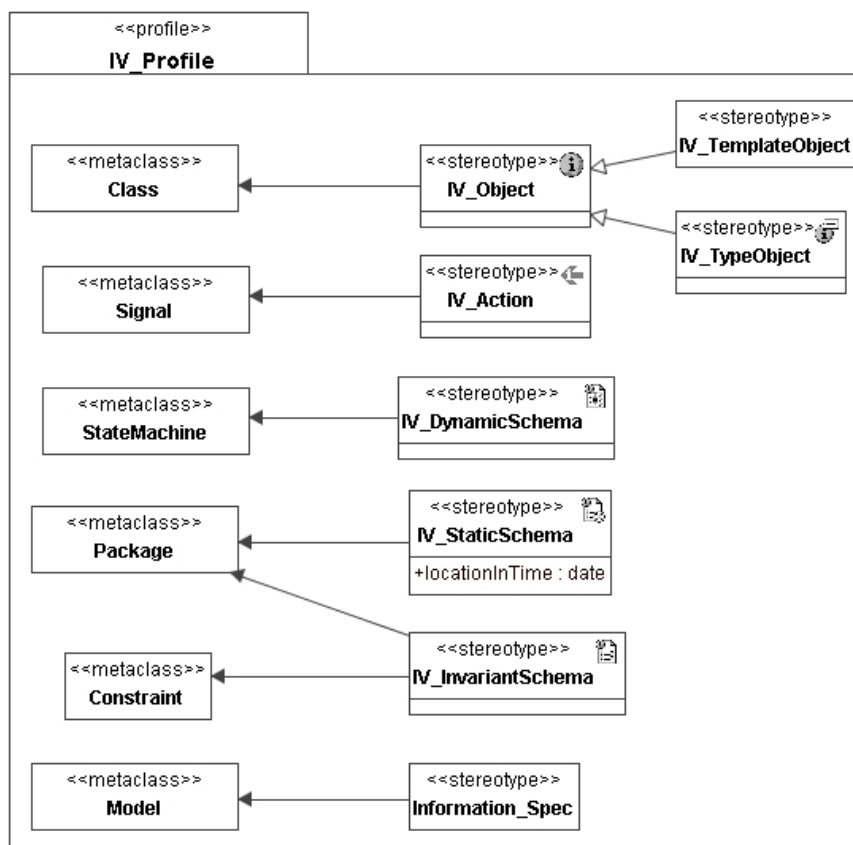 <<profile>>
IV_Profile
<<stereotype>>
IV_TemplateObject
<<metaclass>>
Class
<<stereotype>>
IV_Object
<<stereotype>>
IV_TypeObject
<<metaclass>>
Signal
<<stereotype>>
IV_Action
<<metaclass>>
StateMachine
<<stereotype>>
IV_DynamicSchema
<<metaclass>>
Package
<<stereotype>>
IV_StaticSchema
+locationInTime : date
<<metaclass>>
Constraint
<<stereotype>>
IV_InvariantSchema
<<metaclass>>
Model
<<stereotype>>
Information_Spec